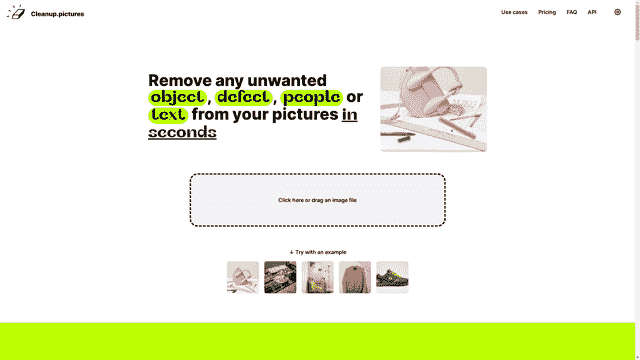 Cleanup.pictures
Use cases
Pricing
FAQ
API
Remove any unwanted
object, defect, people or
text from your pictures in
seconds
Click here or drag an image file
↓ Try with an example